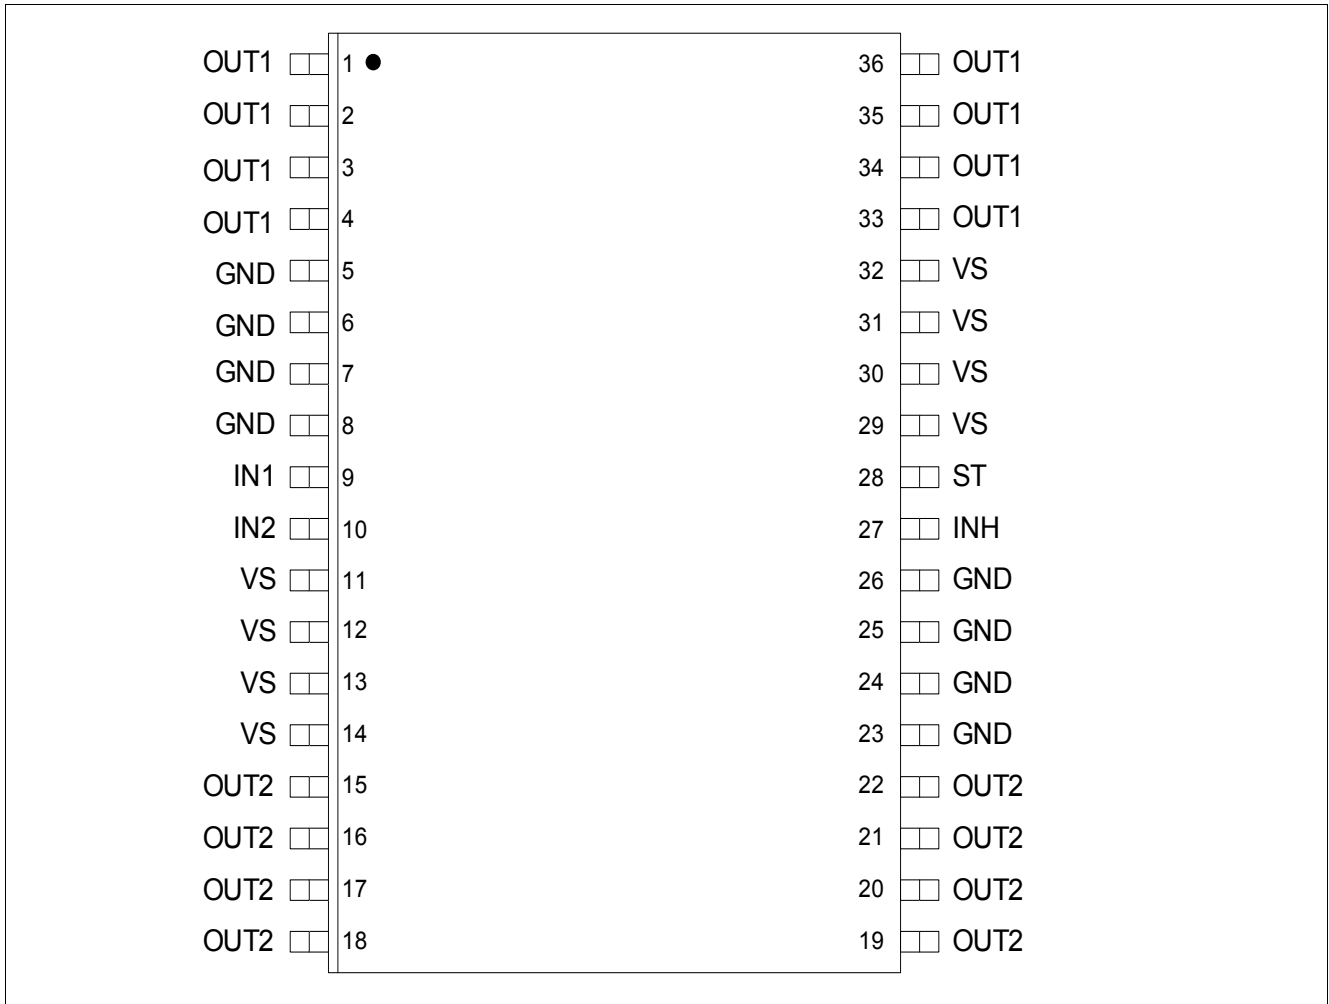 OUT1 1 36 OUT1
OUT1 2 35 OUT1
OUT1 3 34 OUT1
OUT1 4 33 OUT1
GND 5 32 VS
GND 6 31 VS
GND 7 30 VS
GND 8 29 VS
IN1 9 28 ST
IN2 10 27 INH
VS 11 26 GND
VS 12 25 GND
VS 13 24 GND
VS 14 23 GND
OUT2 15 22 OUT2
OUT2 16 21 OUT2
OUT2 17 20 OUT2
OUT2 18 19 OUT2